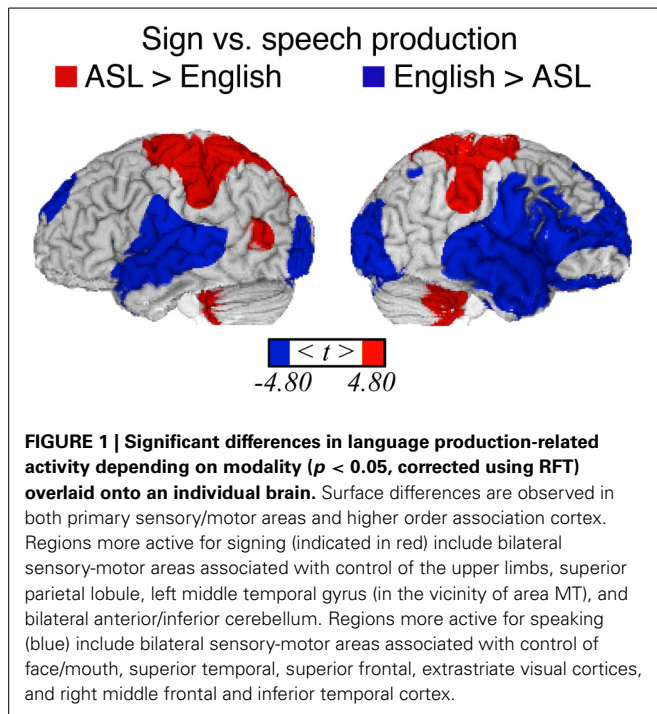 Sign vs. speech production
ASL > English
English > ASL
< t >
-4.80
4.80
FIGURE 1 | Significant differences in language production-related
activity depending on modality (p < 0.05, corrected using RFT)
overlaid onto an individual brain. Surface differences are observed in
both primary sensory/motor areas and higher order association cortex.
Regions more active for signing (indicated in red) include bilateral
sensory-motor areas associated with control of the upper limbs, superior
parietal lobule, left middle temporal gyrus (in the vicinity of area MT), and
bilateral anterior/inferior cerebellum. Regions more active for speaking
(blue) include bilateral sensory-motor areas associated with control of
face/mouth, superior temporal, superior frontal, extrastriate visual cortices,
and right middle frontal and inferior temporal cortex.